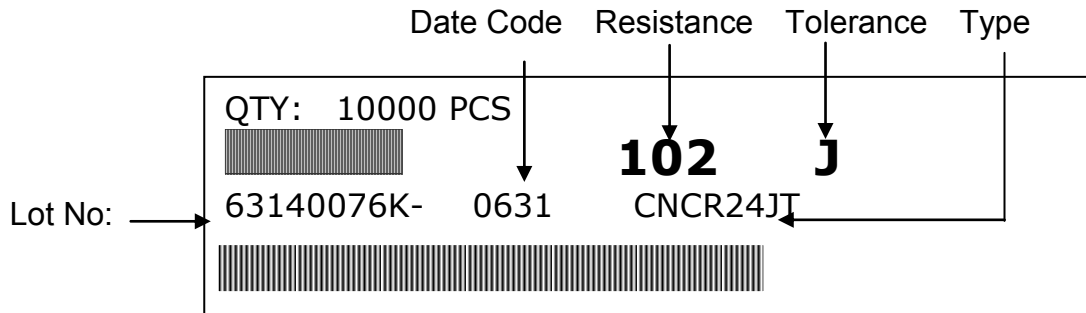 Date Code Resistance Tolerance Type
QTY: 10000 PCS
102 J
63140076K- 0631 CNCR24JT
Lot No: